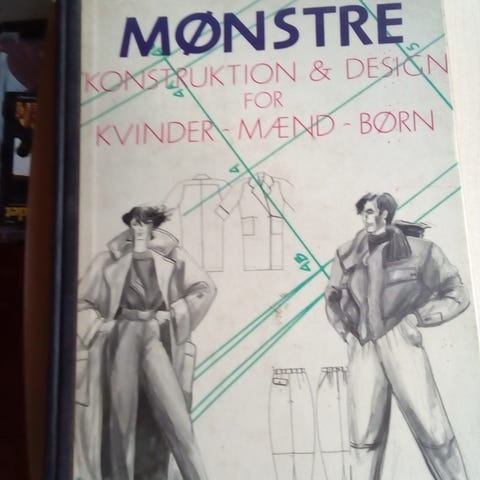 MØNSTRE
KONSTRUKTION & DESIGN
FOR
KVINDER - MÆND - BØRN